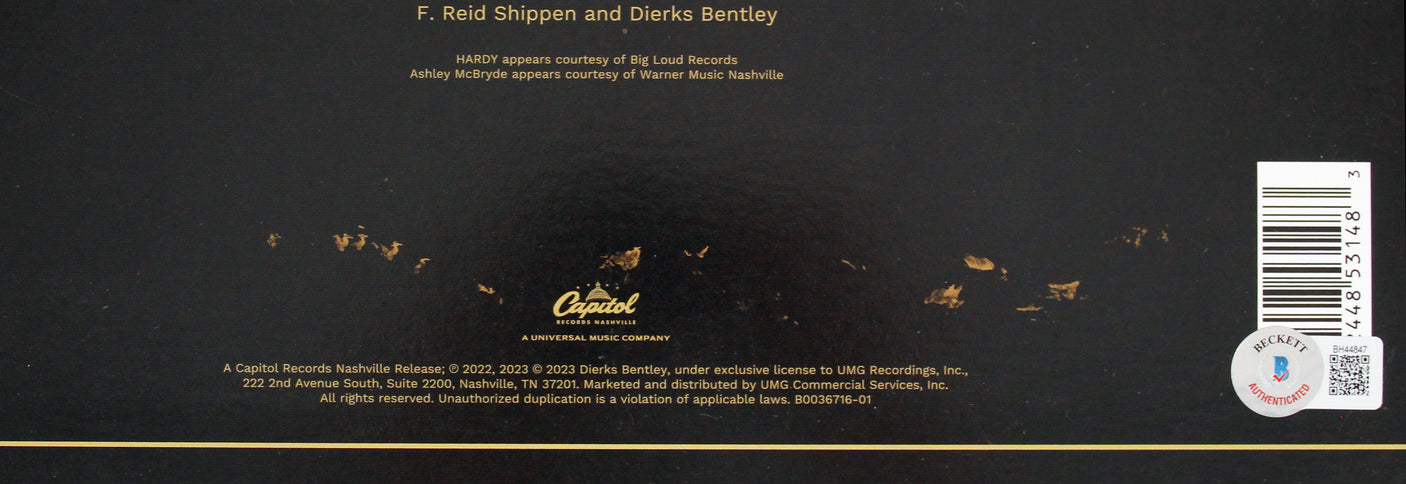 F. Reid Shippen and Dierks Bentley
HARDY appears courtesy of Big Loud Records
Ashley McBryde appears courtesy of Warner Music Nashville
Capitol
RECORDS NASHVILLE
A UNIVERSAL MUSIC COMPANY
A Capitol Records Nashville Release; ℗ 2022, 2023 © 2023 Dierks Bentley, under exclusive license to UMG Recordings, Inc.,
222 2nd Avenue South, Suite 2200, Nashville, TN 37201. Marketed and distributed by UMG Commercial Services, Inc.
All rights reserved. Unauthorized duplication is a violation of applicable laws. B0036716-01
448 53148 3
BECKETT
B
AUTHENTICATED
BH44847